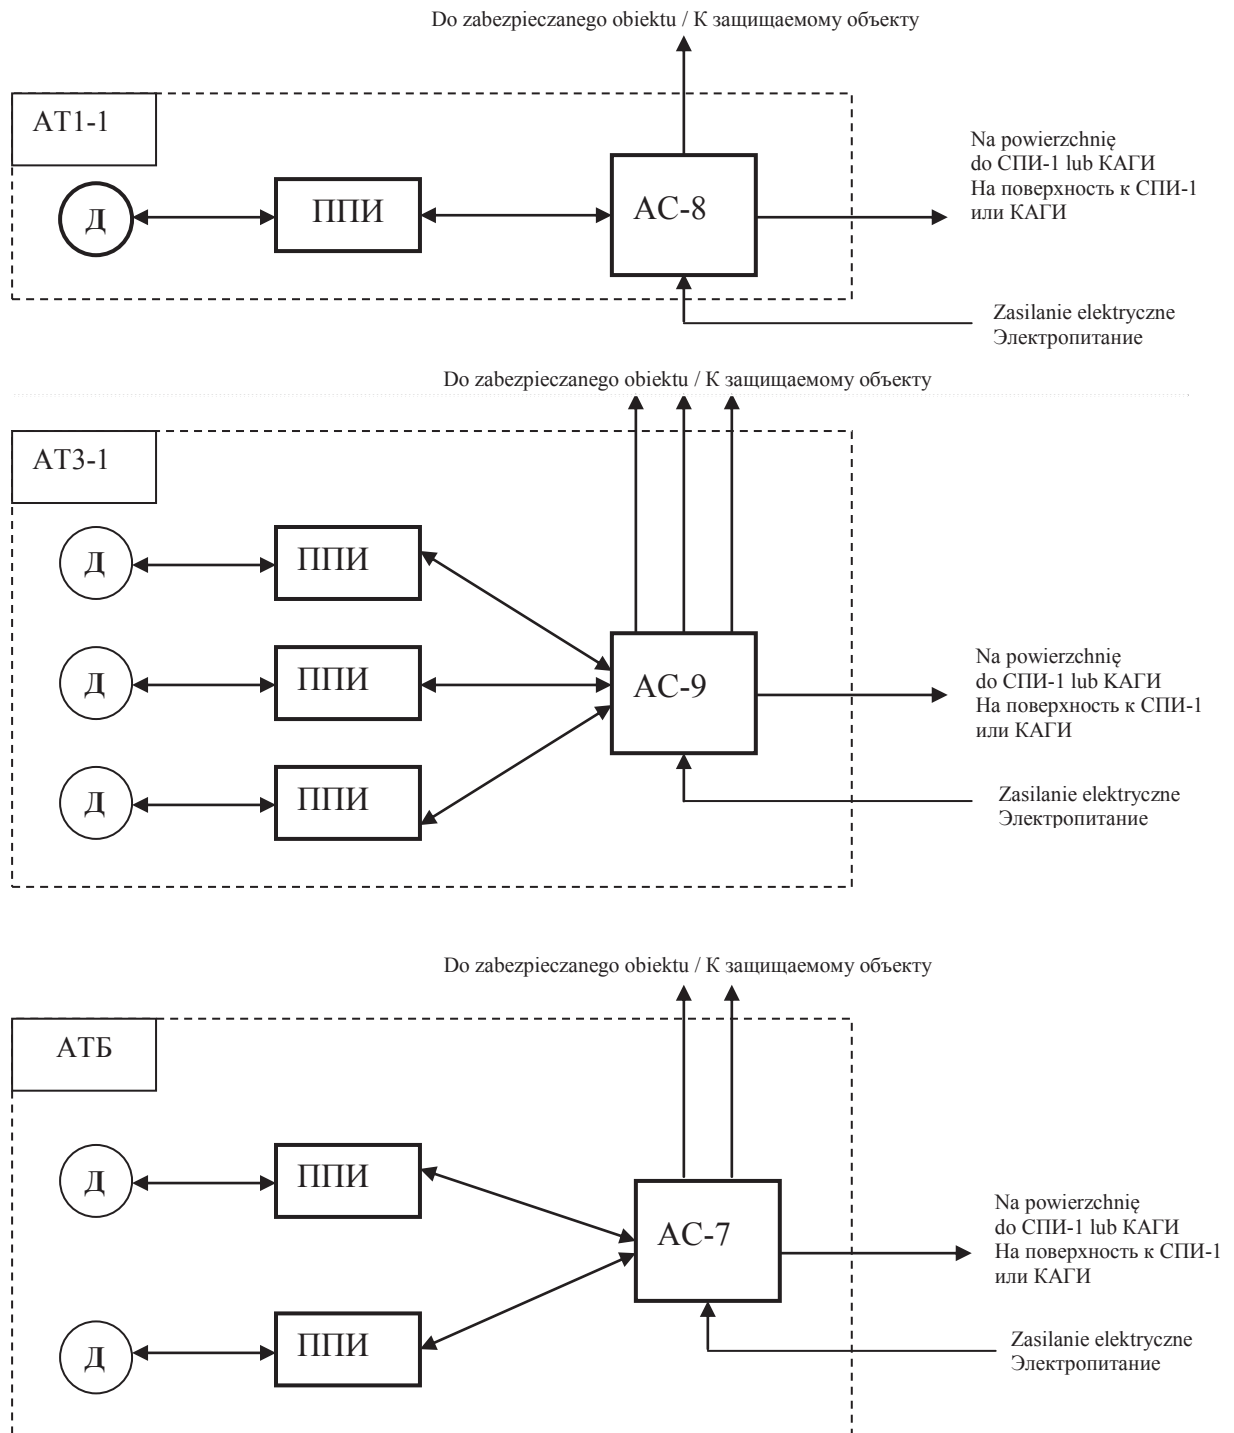 Do zabezpieczanego obiektu / К защищаемому объекту
АТ1-1
Д
ППИ
АС-8
Na powierzchnię
do СПИ-1 lub КАГИ
На поверхность к СПИ-1
или КАГИ
Zasilanie elektryczne
Электропитание
Do zabezpieczanego obiektu / К защищаемому объекту
АТ3-1
Д
ППИ
Д
ППИ
АС-9
Д
ППИ
Na powierzchnię
do СПИ-1 lub КАГИ
На поверхность к СПИ-1
или КАГИ
Zasilanie elektryczne
Электропитание
Do zabezpieczanego obiektu / К защищаемому объекту
АТБ
Д
ППИ
АС-7
Д
ППИ
Na powierzchnię
do СПИ-1 lub КАГИ
На поверхность к СПИ-1
или КАГИ
Zasilanie elektryczne
Электропитание